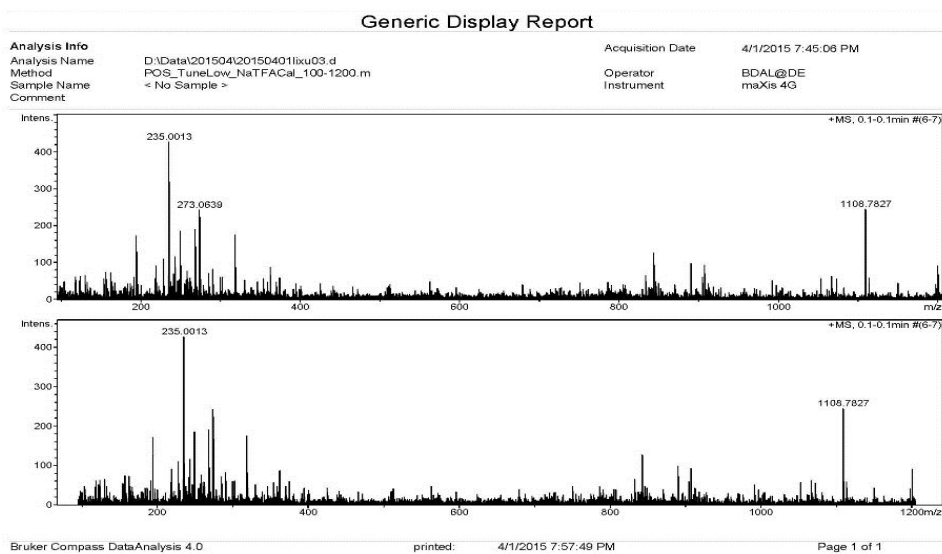 Generic Display Report
Analysis Info
Acquisition Date 4/1/2015 7:45:06 PM
Analysis Name D:\Data\201504\20150401lixu03.d
Method POS_TuneLow_NaTFACal_100-1200.m
Operator BDAL@DE
Sample Name < No Sample >
Instrument maXis 4G
Comment
Intens.
+MS, 0.1-0.1min #(6-7)
235.0013
400
300
273.0639
1108.7827
200
100
0
200 400 600 800 1000 m/z
Intens.
+MS, 0.1-0.1min #(6-7)
235.0013
400
300
1108.7827
200
100
0
200 400 600 800 1000 1200m/z
Bruker Compass DataAnalysis 4.0 printed: 4/1/2015 7:57:49 PM Page 1 of 1